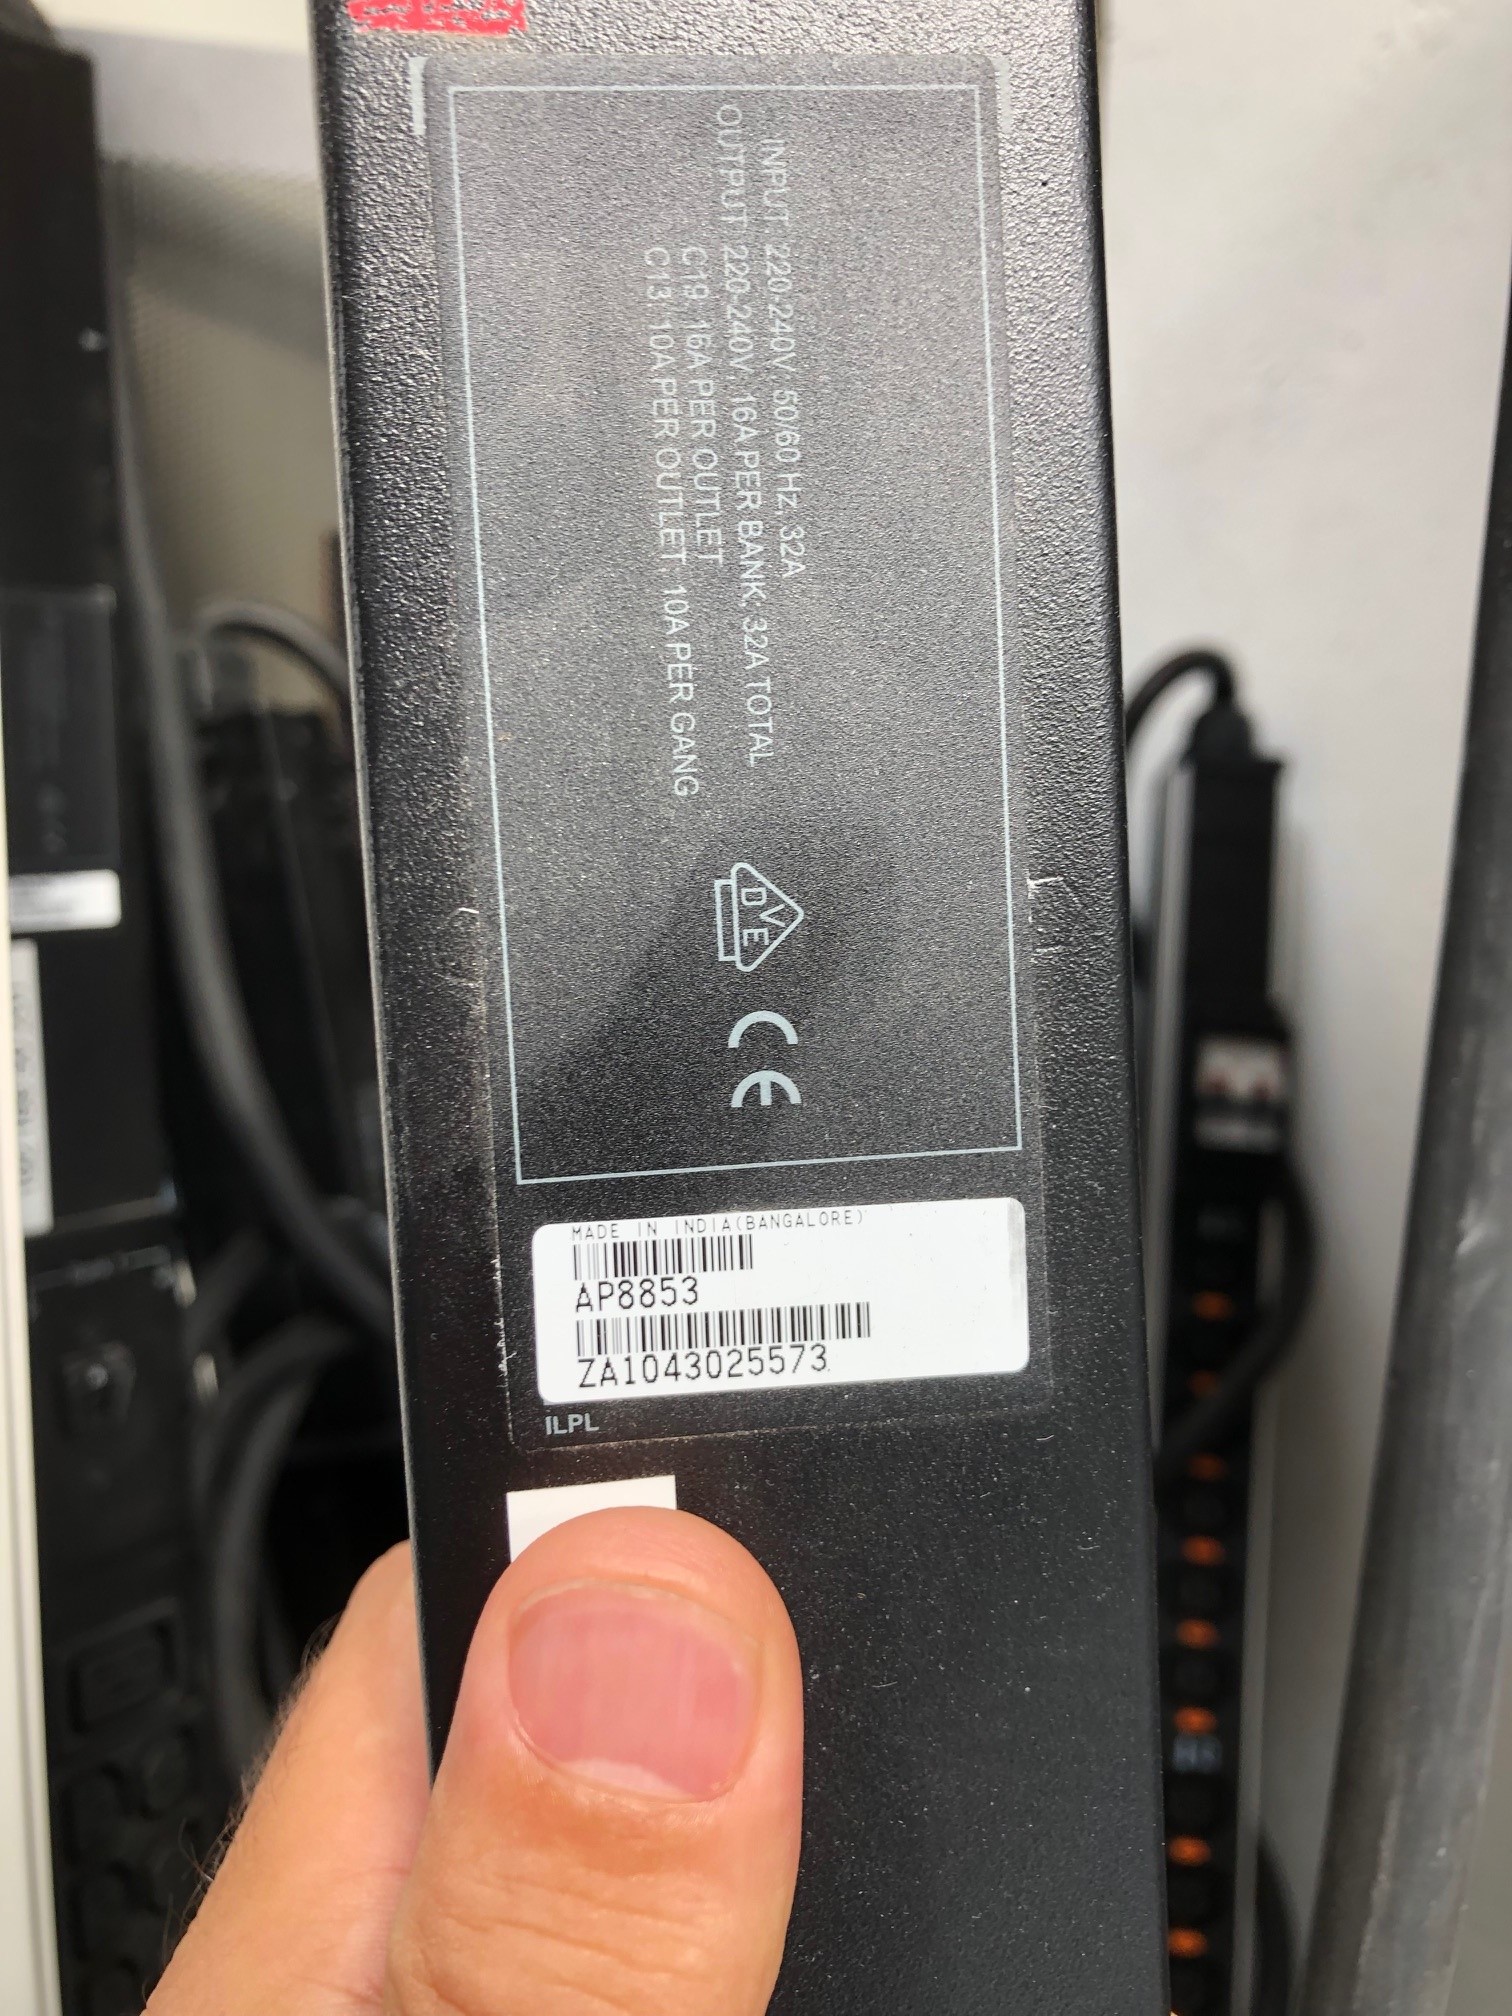 INPUT 220-240V, 50/60 Hz, 32A
OUTPUT 220-240V, 16A PER BANK; 32A TOTAL
C19 16A PER OUTLET
C13 10A PER OUTLET, 10A PER GANG
DVE
CE
MADE IN INDIA(BANGALORE)
AP8853
ZA1043025573
ILPL